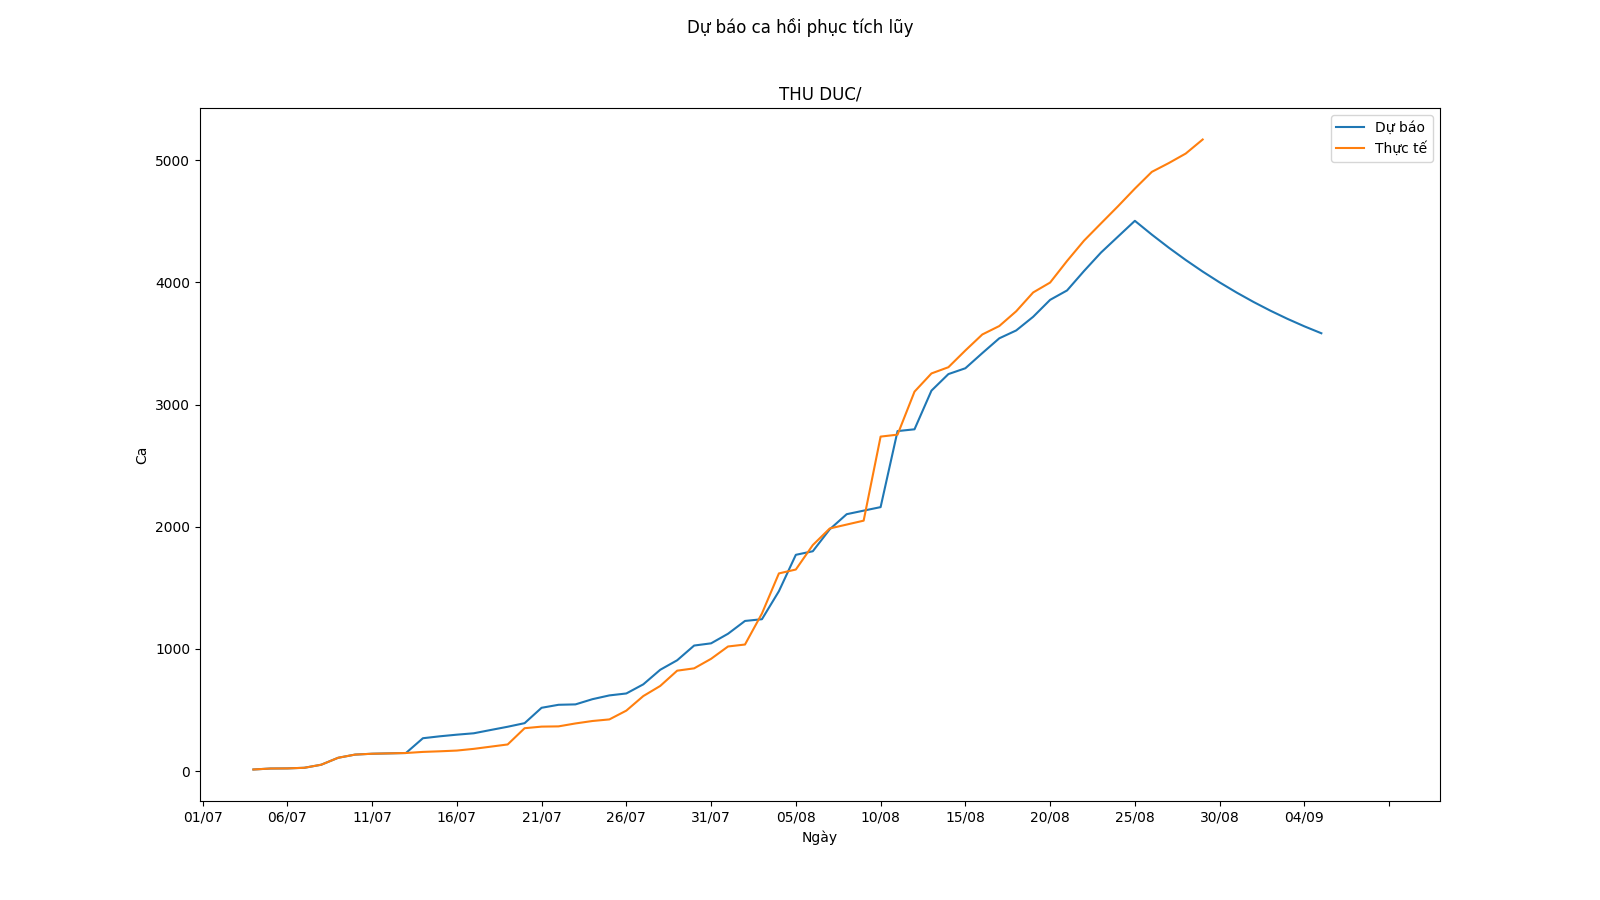 Dự báo ca hồi phục tích lũy
THU DUC/
Dự báo
Thực tế
5000
4000
3000
2000
1000
0
Ca
01/07 06/07 11/07 16/07 21/07 26/07 31/07 05/08 10/08 15/08 20/08 25/08 30/08 04/09
Ngày